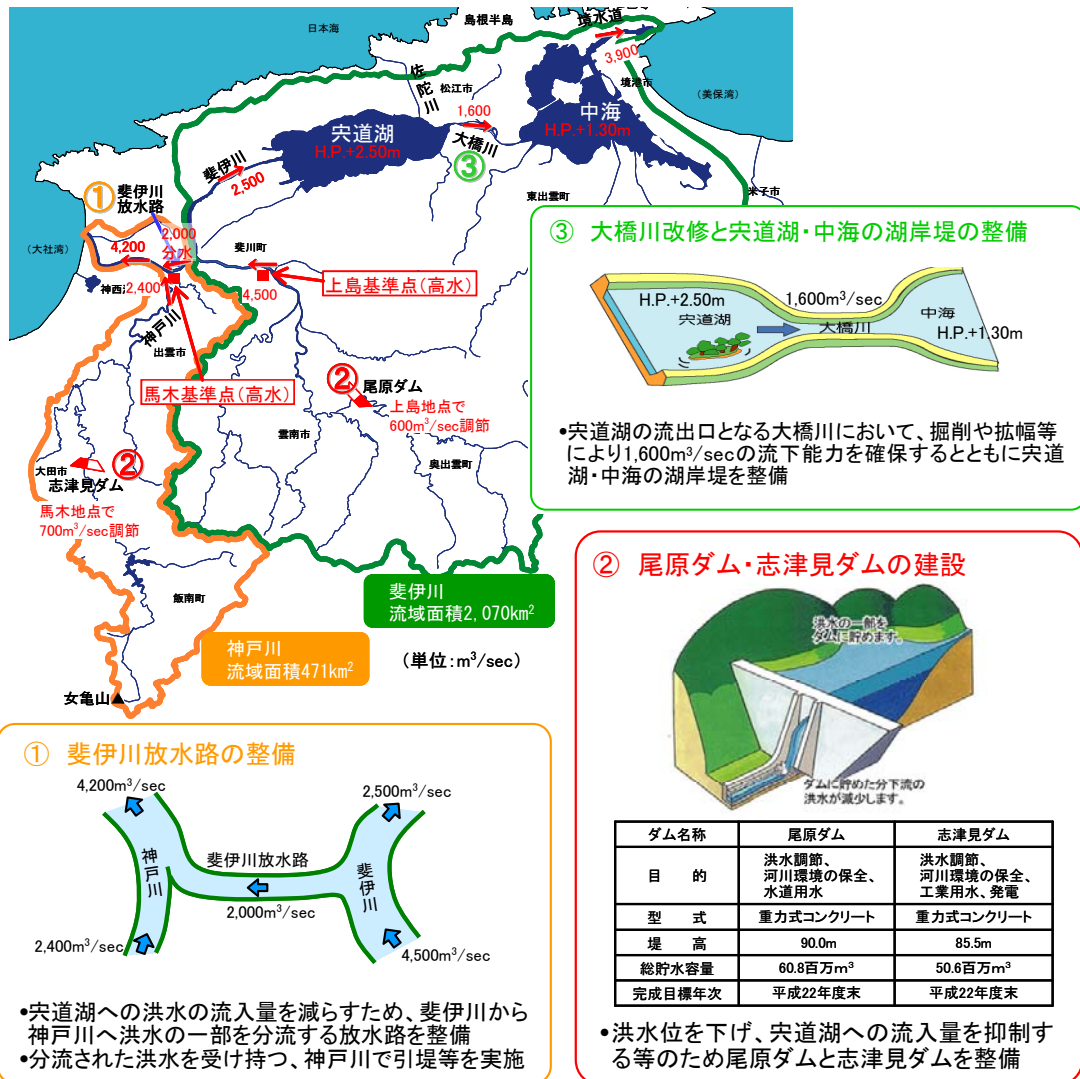 日本海
島根半島
境水道
3,900
境港市
(美保湾)
佐陀川
松江市
1,600
中海
H.P.+1.30m
宍道湖
H.P.+2.50m
大橋川
③
斐伊川
2,500
東出雲町
米子市
①
斐伊川
放水路
(大社湾)
4,200
2,000
分水
斐川町
神西湖
2,400
4,500
上島基準点(高水)
神戸川
出雲市
馬木基準点(高水)
②
尾原ダム
上島地点で
600m³/sec調節
雲南市
奥出雲町
大田市
②
志津見ダム
馬木地点で
700m³/sec調節
飯南町
斐伊川
流域面積2,070km²
神戸川
流域面積471km²
(単位:m³/sec)
女亀山
③ 大橋川改修と宍道湖・中海の湖岸堤の整備
H.P.+2.50m
宍道湖
1,600m³/sec
大橋川
中海
H.P.+1.30m
•宍道湖の流出口となる大橋川において、掘削や拡幅等
により1,600m³/secの流下能力を確保するとともに宍道
湖・中海の湖岸堤を整備
② 尾原ダム・志津見ダムの建設
洪水の一部を
ダムに貯めます。
ダムに貯めた分下流の
洪水が減少します。
ダム名称 尾原ダム 志津見ダム
目 的 洪水調節、河川環境の保全、水道用水 洪水調節、河川環境の保全、工業用水、発電
型 式 重力式コンクリート 重力式コンクリート
堤 高 90.0m 85.5m
総貯水容量 60.8百万m³ 50.6百万m³
完成目標年次 平成22年度末 平成22年度末
•洪水位を下げ、宍道湖への流入量を抑制す
る等のため尾原ダムと志津見ダムを整備
① 斐伊川放水路の整備
4,200m³/sec
2,500m³/sec
神戸川
斐伊川放水路
斐伊川
2,000m³/sec
2,400m³/sec
4,500m³/sec
•宍道湖への洪水の流入量を減らすため、斐伊川から
神戸川へ洪水の一部を分流する放水路を整備
•分流された洪水を受け持つ、神戸川で引堤等を実施